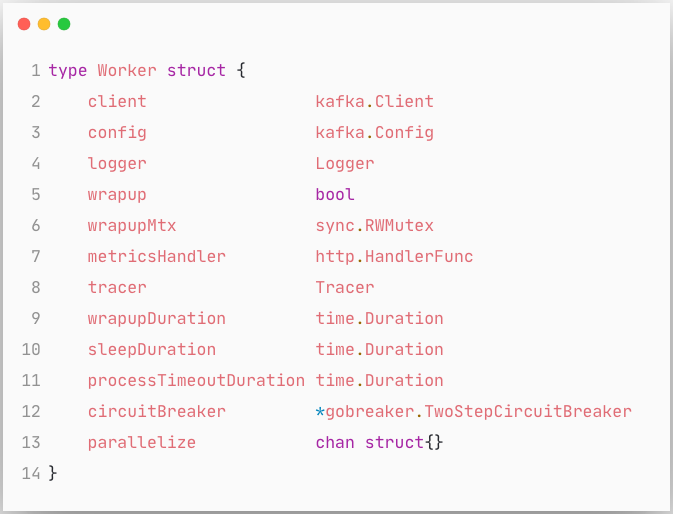 1 type Worker struct {
2     client                 kafka.Client
3     config                 kafka.Config
4     logger                 Logger
5     wrapup                 bool
6     wrapupMtx              sync.RWMutex
7     metricsHandler         http.HandlerFunc
8     tracer                 Tracer
9     wrapupDuration         time.Duration
10     sleepDuration          time.Duration
11     processTimeoutDuration time.Duration
12     circuitBreaker         *gobreaker.TwoStepCircuitBreaker
13     parallelize            chan struct{}
14 }